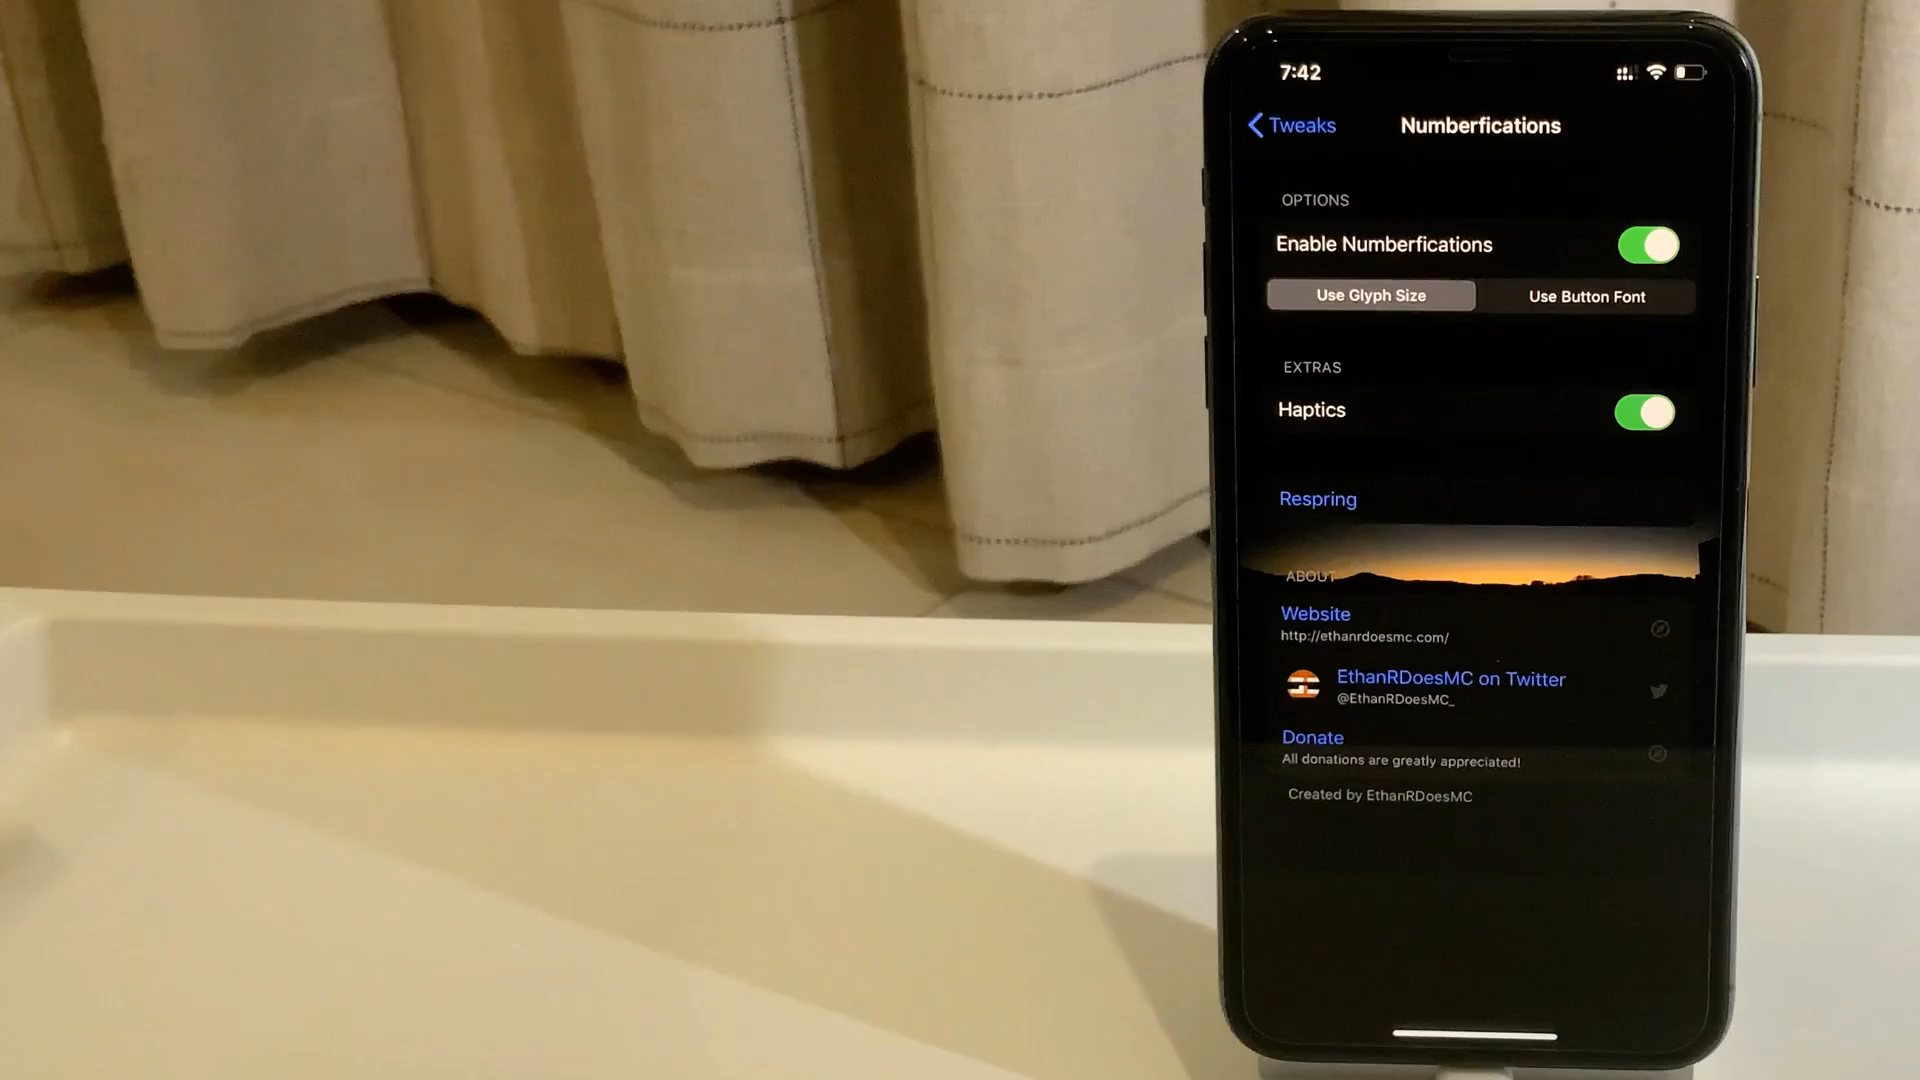 7:42
Tweaks
Numberfications
OPTIONS
Enable Numberfications
Use Glyph Size
Use Button Font
EXTRAS
Haptics
Respring
ABOUT
Website
http://ethanrdoesmc.com/
EthanRDoesMC on Twitter
@EthanRDoesMC_
Donate
All donations are greatly appreciated!
Created by EthanRDoesMC